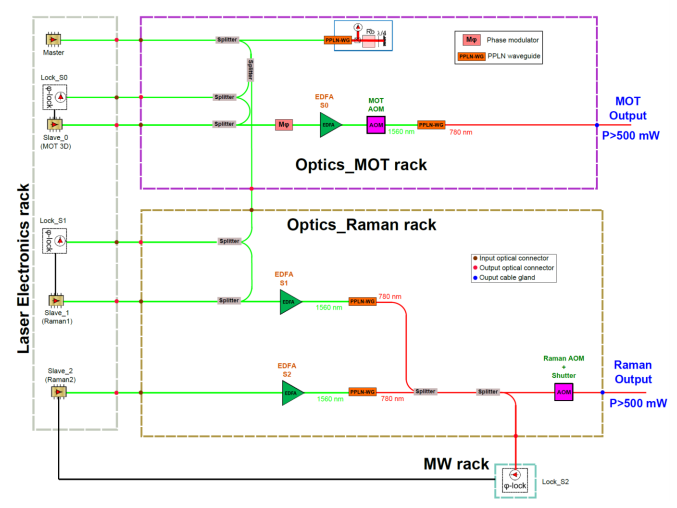 Laser Electronics rack
Master
Lock_S0
φ-lock
Slave_0
(MOT 3D)
Lock_S1
φ-lock
Slave_1
(Raman1)
Slave_2
(Raman2)
Splitter
Splitter
Splitter
Splitter
PPLN-WG
Rb
λ/4
Mφ
Phase modulator
PPLN-WG
PPLN waveguide
Mφ
EDFA
S0
EDFA
MOT
AOM
AOM
1560 nm
PPLN-WG
780 nm
MOT
Output
P>500 mW
Optics_MOT rack
Optics_Raman rack
Splitter
Splitter
EDFA
S1
EDFA
1560 nm
PPLN-WG
780 nm
Input optical connector
Output optical connector
Ouput cable gland
EDFA
S2
EDFA
1560 nm
PPLN-WG
780 nm
Splitter
Splitter
Raman AOM
+
Shutter
AOM
Raman
Output
P>500 mW
MW rack
φ-lock
Lock_S2